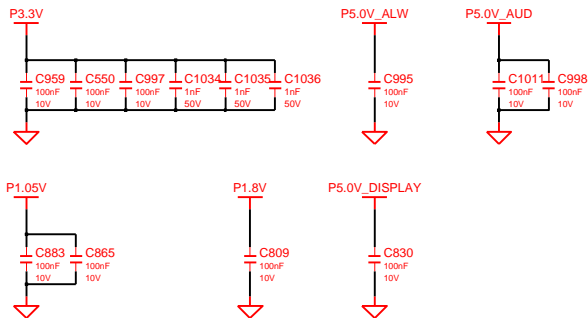 P3.3V P5.0V_ALW P5.0V_AUD
C959 C550 C997 C1034 C1035 C1036 C995 C1011 C998
100nF 100nF 100nF 1nF 1nF 1nF 100nF 100nF 100nF
10V 10V 10V 50V 50V 50V 10V 10V 10V
P1.05V P1.8V P5.0V_DISPLAY
C883 C865 C809 C830
100nF 100nF 100nF 100nF
10V 10V 10V 10V